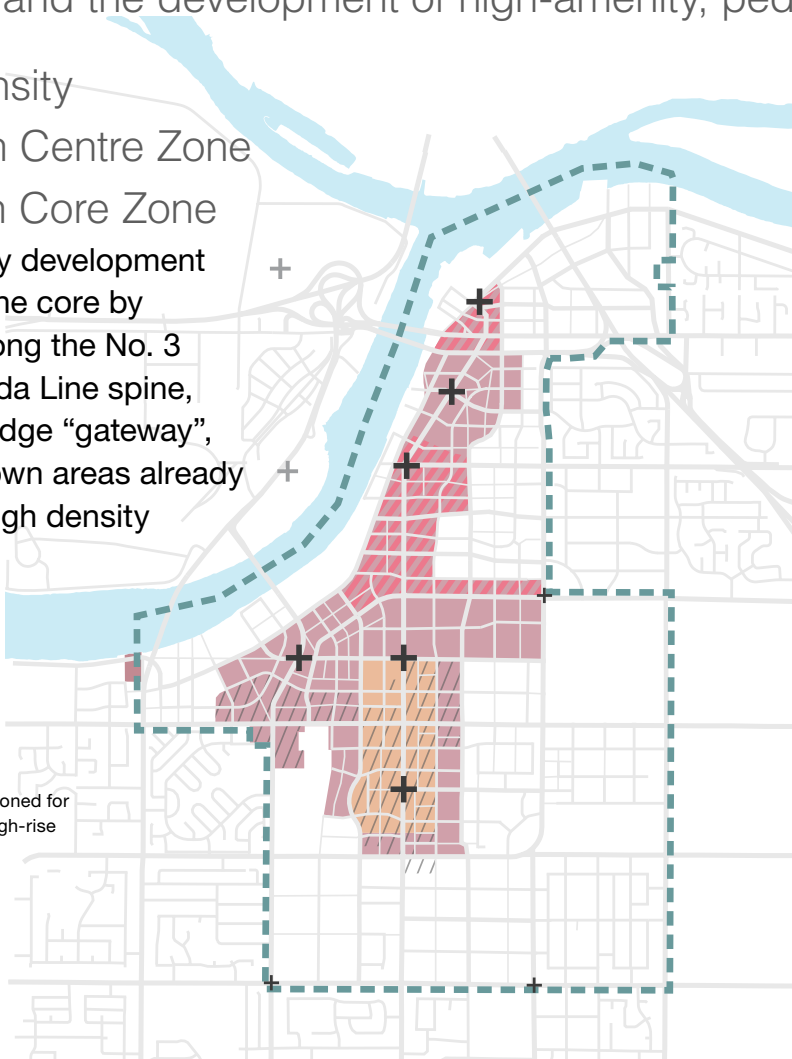 and the development of high-amenity, ped
nsity
n Centre Zone
n Core Zone
y development
ne core by
ong the No. 3
da Line spine,
dge “gateway”,
own areas already
gh density
oned for
gh-rise